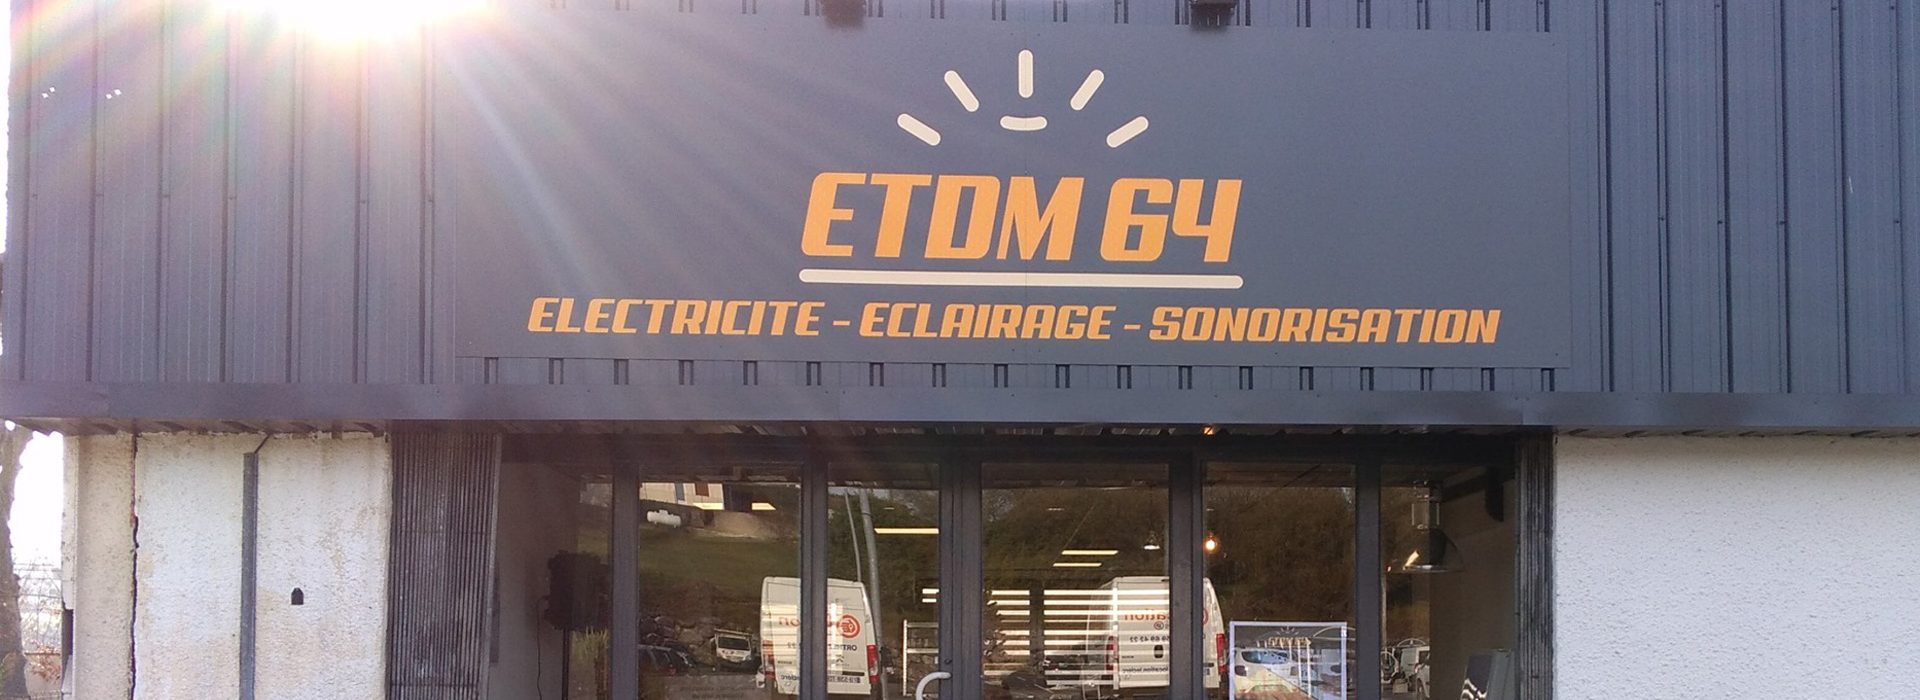 ETDM 64
ELECTRICITE - ECLAIRAGE - SONORISATION